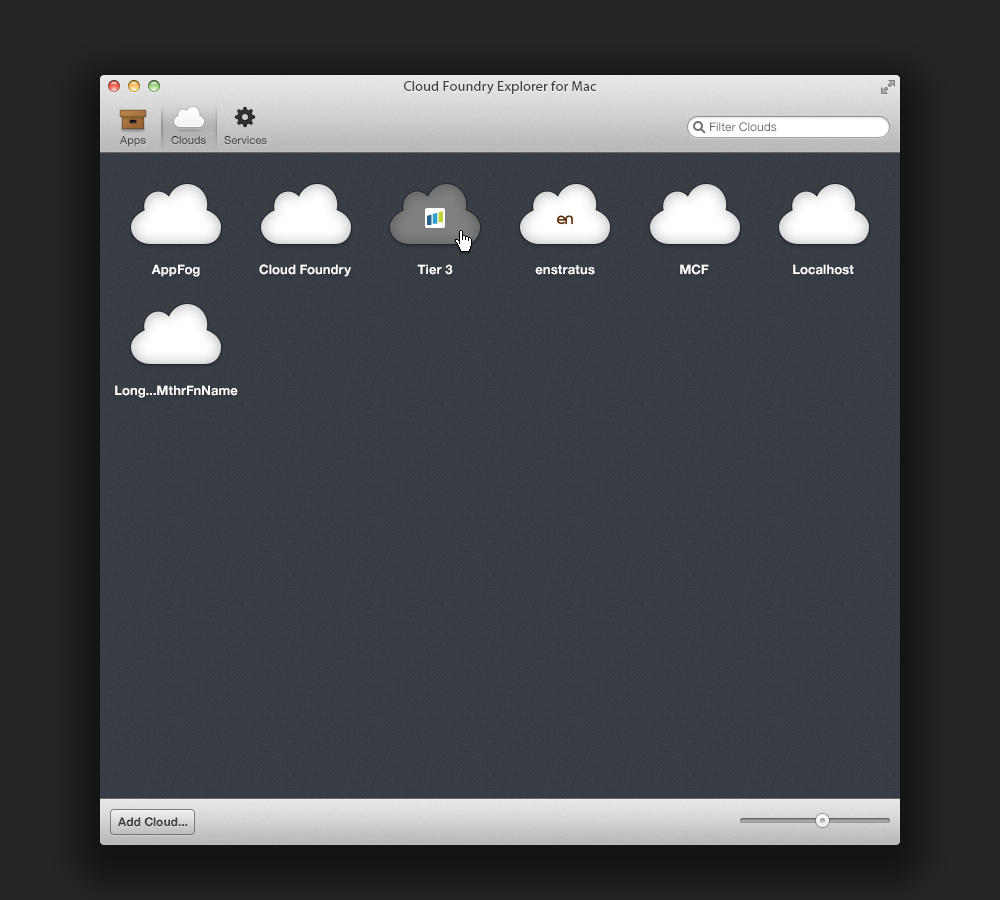 Cloud Foundry Explorer for Mac
Apps Clouds Services
Filter Clouds
en
AppFog Cloud Foundry Tier 3 enstratus MCF Localhost
Long...MthrFnName
Add Cloud...